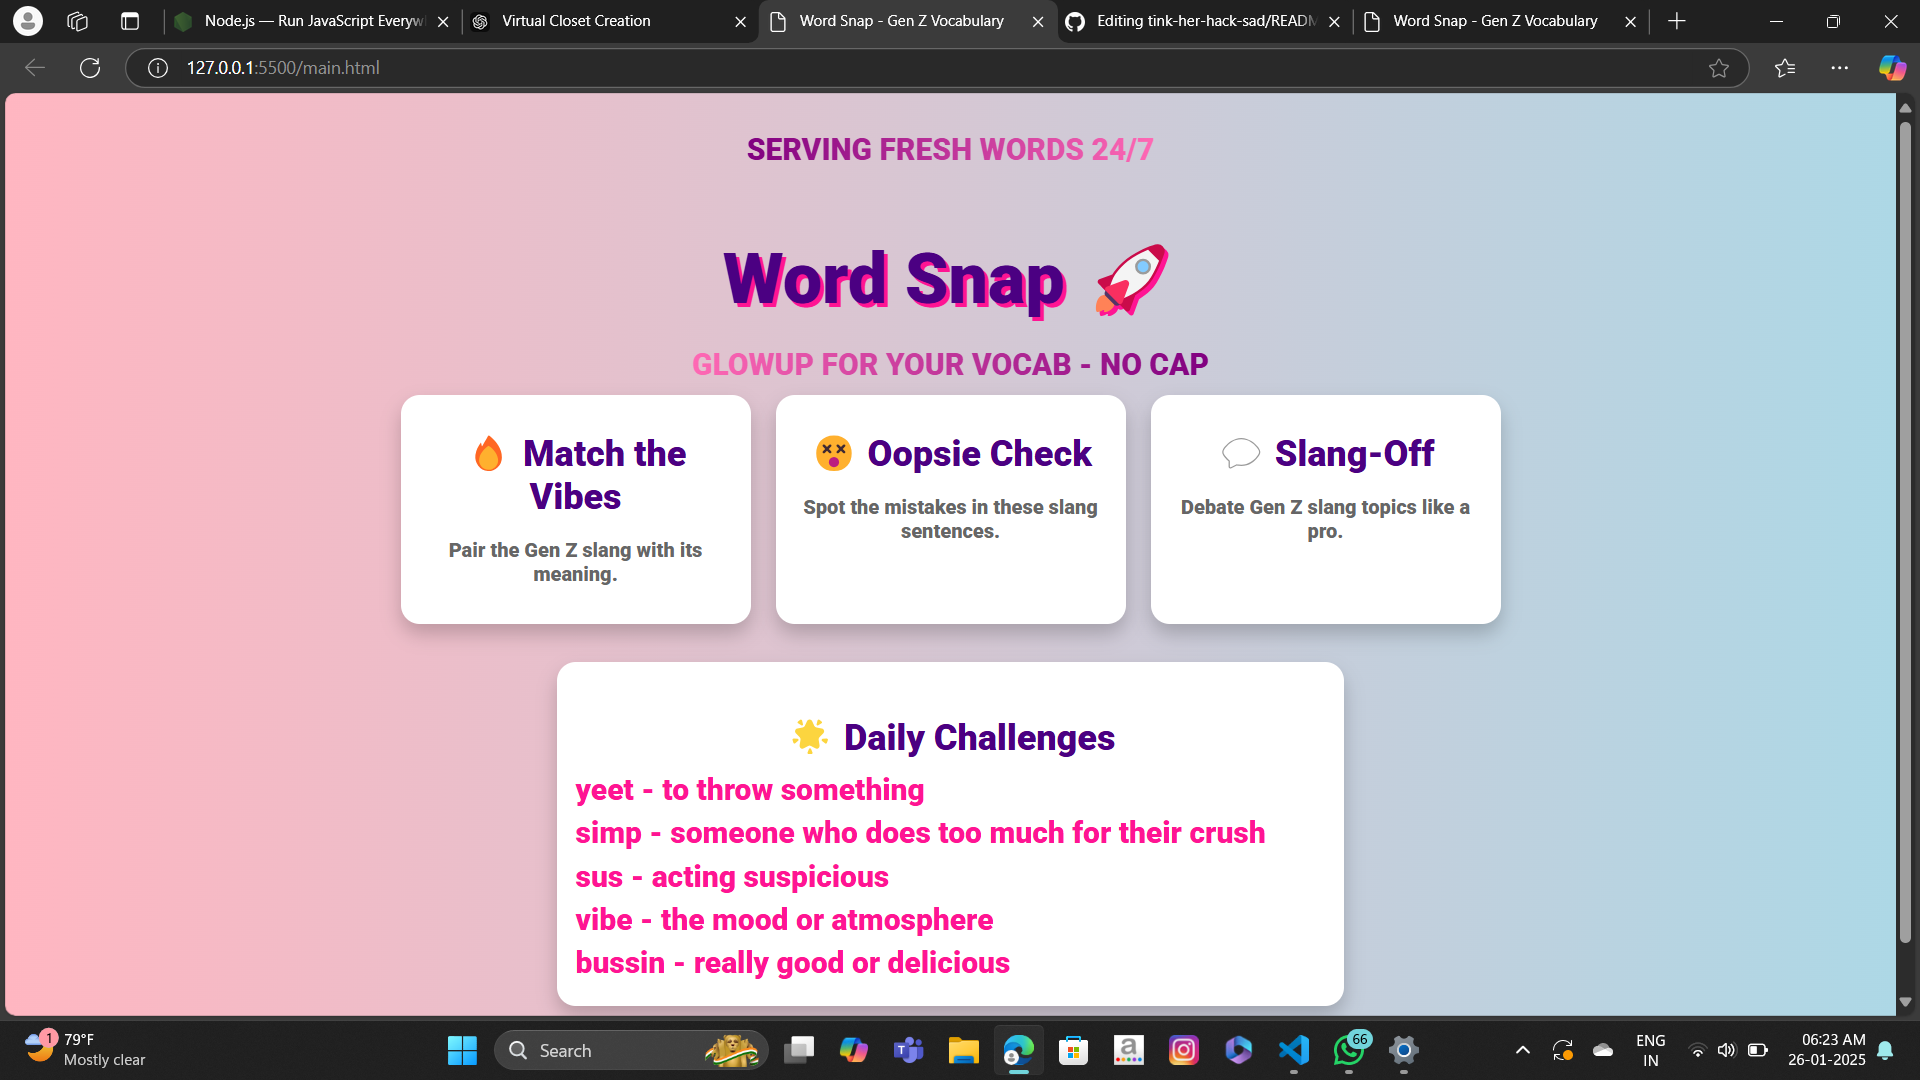 Node.js — Run JavaScript Everyw
Virtual Closet Creation
Word Snap - Gen Z Vocabulary
Editing tink-her-hack-sad/READM
Word Snap - Gen Z Vocabulary
127.0.0.1:5500/main.html
SERVING FRESH WORDS 24/7
Word Snap 🚀
GLOWUP FOR YOUR VOCAB - NO CAP
🔥 Match the
Vibes
Pair the Gen Z slang with its
meaning.
😵 Oopsie Check
Spot the mistakes in these slang
sentences.
💬 Slang-Off
Debate Gen Z slang topics like a
pro.
🌟 Daily Challenges
yeet - to throw something
simp - someone who does too much for their crush
sus - acting suspicious
vibe - the mood or atmosphere
bussin - really good or delicious
1
79°F
Mostly clear
Search
66
ENG
IN
06:23 AM
26-01-2025